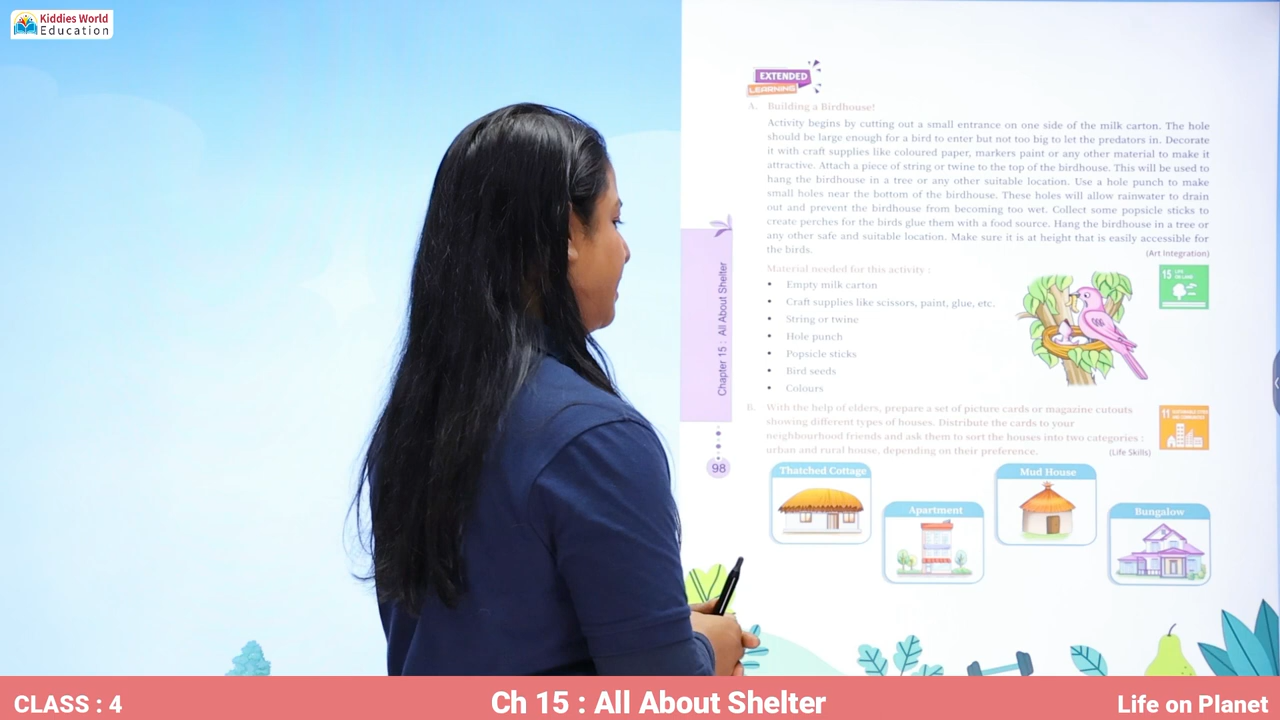 Kiddies World
Education
EXTENDED
LEARNING
A. Building a Birdhouse!
Activity begins by cutting out a small entrance on one side of the milk carton. The hole
should be large enough for a bird to enter but not too big to let the predators in. Decorate
it with craft supplies like coloured paper, markers paint or any other material to make it
attractive. Attach a piece of string or twine to the top of the birdhouse. This will be used to
hang the birdhouse in a tree or any other suitable location. Use a hole punch to make
small holes near the bottom of the birdhouse. These holes will allow rainwater to drain
out and prevent the birdhouse from becoming too wet. Collect some popsicle sticks to
create perches for the birds glue them with a food source. Hang the birdhouse in a tree or
any other safe and suitable location. Make sure it is at height that is easily accessible for
the birds.
(Art Integration)
Material needed for this activity :
• Empty milk carton
• Craft supplies like scissors, paint, glue, etc.
• String or twine
• Hole punch
• Popsicle sticks
• Bird seeds
• Colours
15 LIFE
ON LAND
B. With the help of elders, prepare a set of picture cards or magazine cutouts
showing different types of houses. Distribute the cards to your
neighbourhood friends and ask them to sort the houses into two categories :
urban and rural house, depending on their preference.
(Life Skills)
11 SUSTAINABLE CITIES
AND COMMUNITIES
Chapter 15 : All About Shelter
98
Thatched Cottage
Apartment
Mud House
Bungalow
CLASS : 4
Ch 15 : All About Shelter
Life on Planet